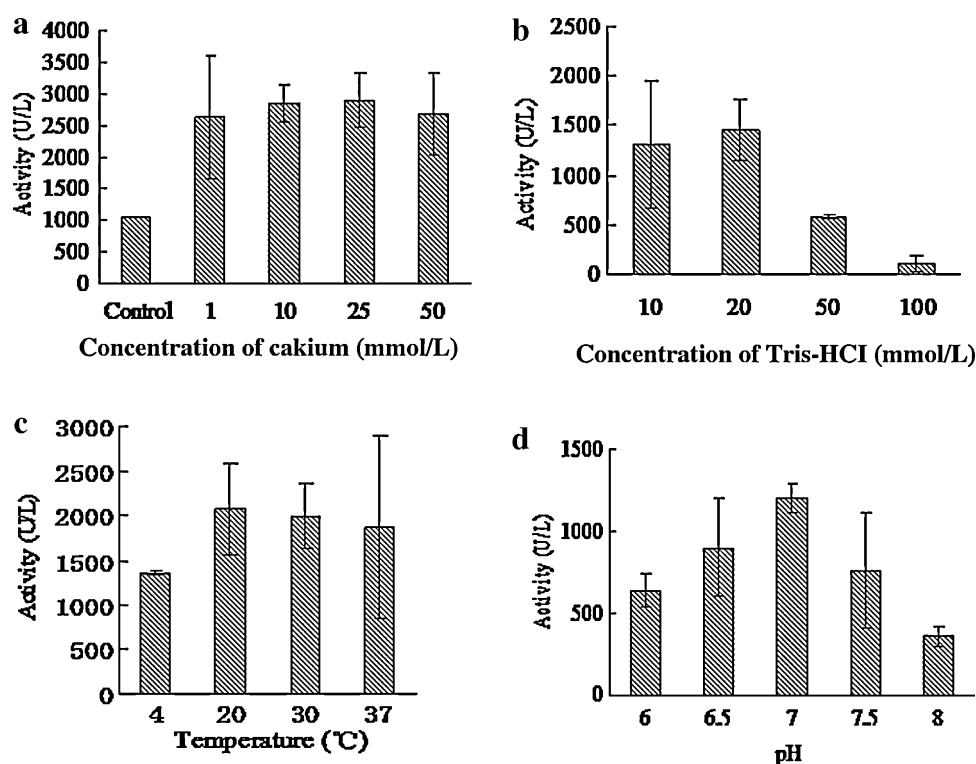 a
4000
3500
3000
2500
2000
1500
1000
500
0
Activity (U/L)
Control 1 10 25 50
Concentration of cakium (mmol/L)
b
2500
2000
1500
1000
500
0
Activity (U/L)
10 20 50 100
Concentration of Tris-HCI (mmol/L)
c
3000
2500
2000
1500
1000
500
0
Activity (U/L)
4 20 30 37
Temperature (℃)
d
1500
1000
500
0
Activity (U/L)
6 6.5 7 7.5 8
pH